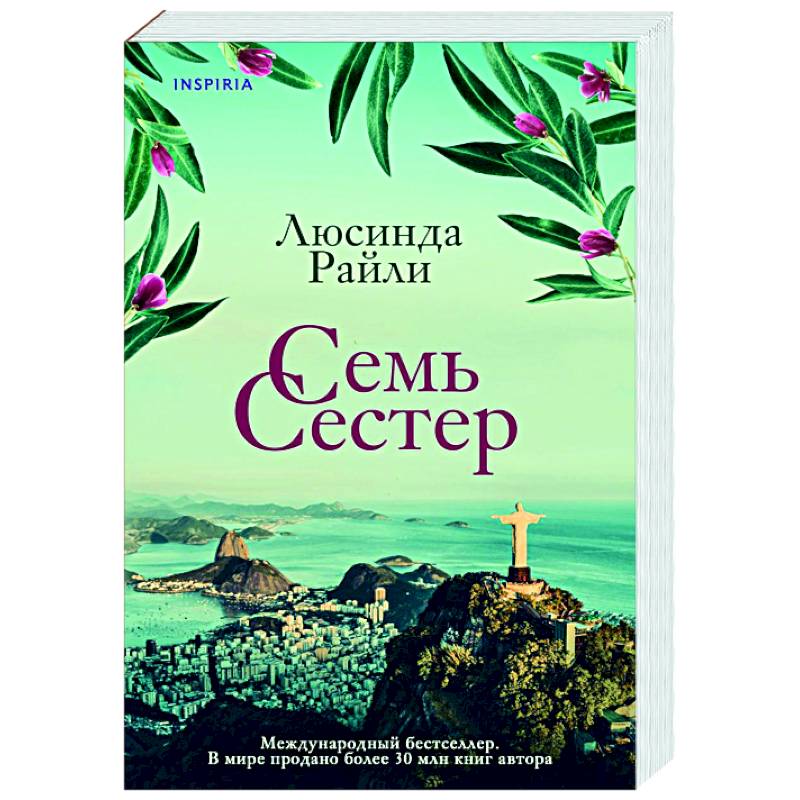 INSPIRIA
Люсинда
Райли
Семь
Сестер
Международный бестселлер.
В мире продано более 30 млн книг автора